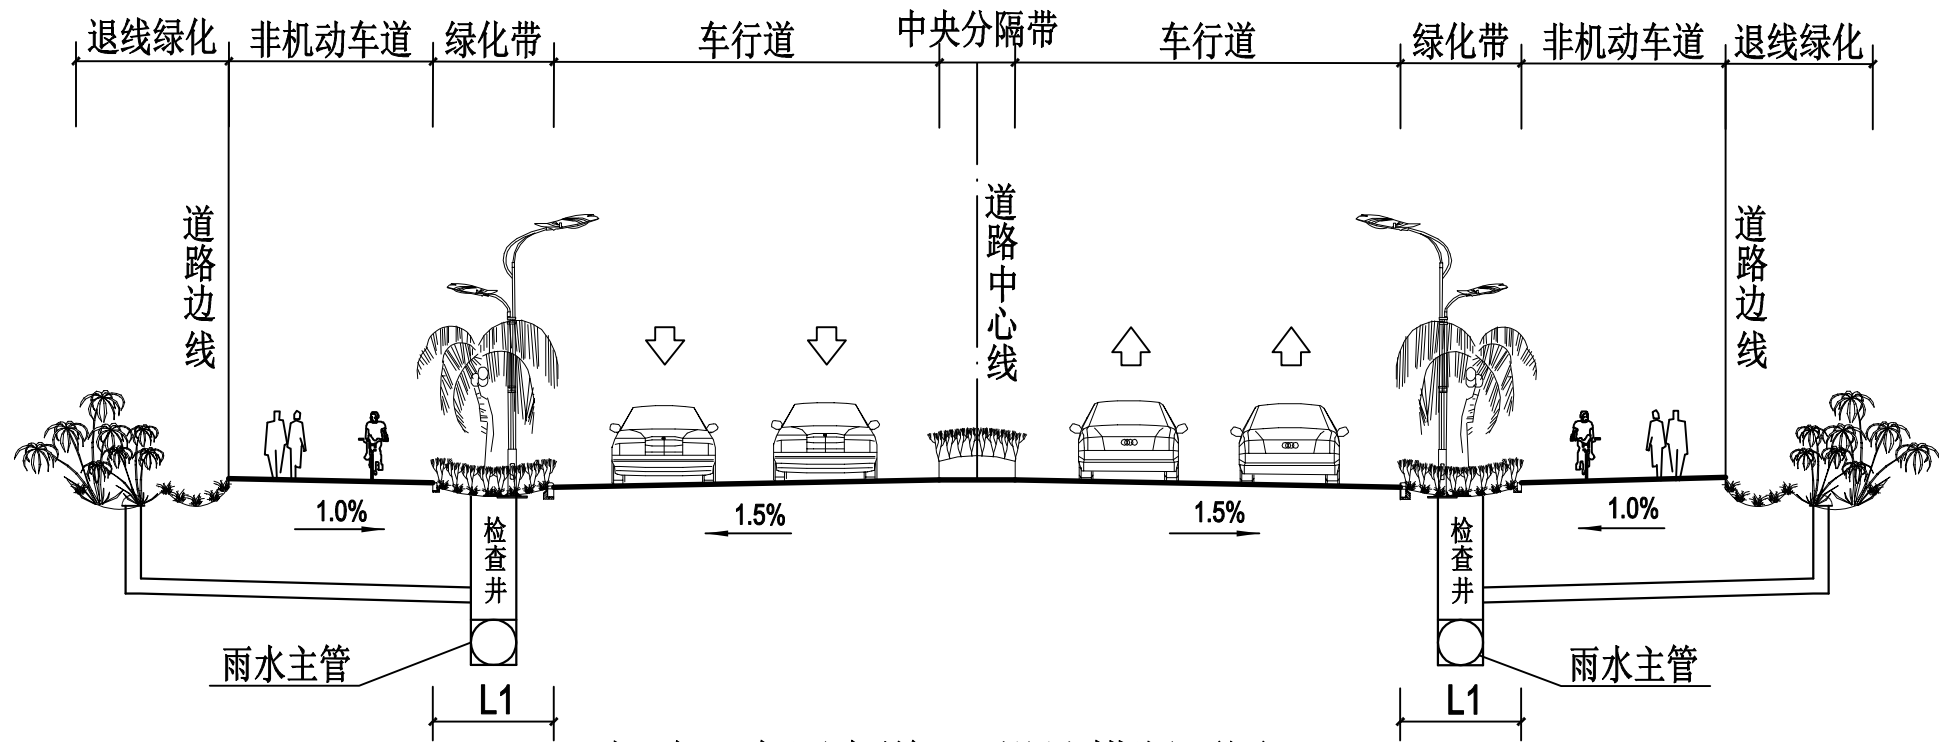 退线绿化 非机动车道 绿化带 车行道 中央分隔带 车行道 绿化带 非机动车道 退线绿化
道路边线
道路中心线
道路边线
1.0%
1.5%
1.5%
1.0%
检查井
检查井
雨水主管
雨水主管
L1
L1